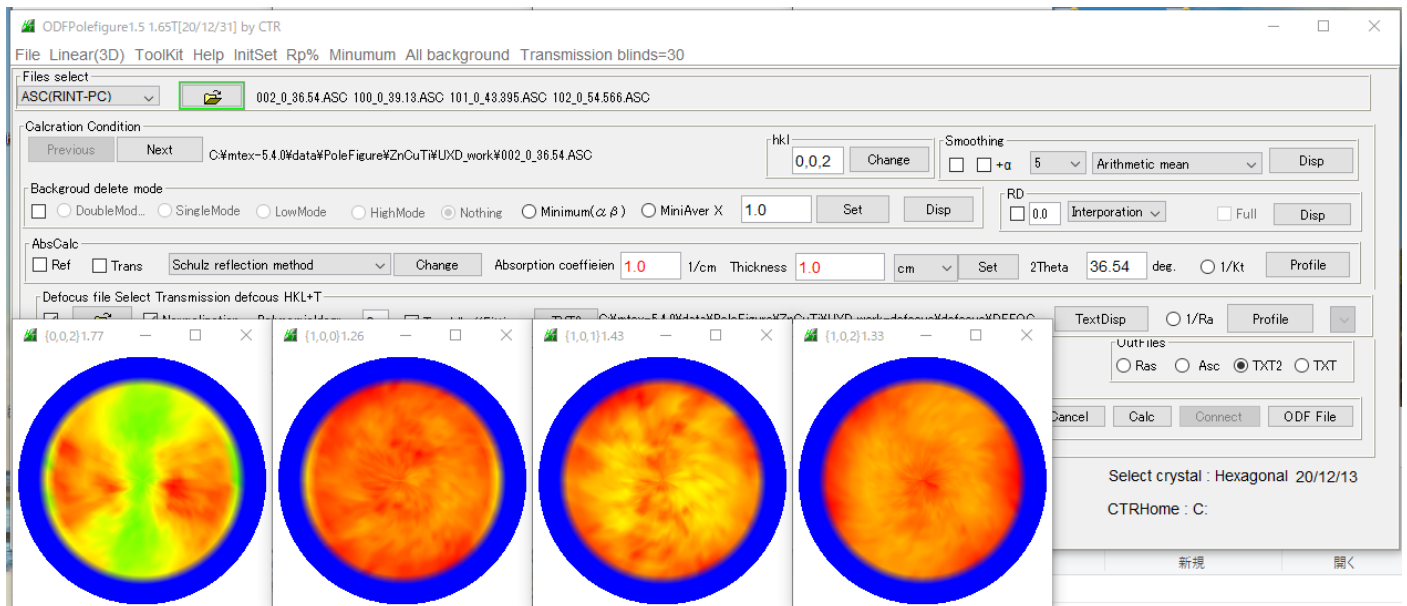 ODFPolefigure1.5 1.65T[20/12/31] by CTR
File Linear(3D) ToolKit Help InitSet Rp% Minumum All background Transmission blinds=30
Files select
ASC(RINT-PC) 002_0_36.54.ASC 100_0_39.13.ASC 101_0_43.395.ASC 102_0_54.566.ASC
Calcration Condition
Previous Next C:¥mtex-5.4.0¥data¥PoleFigure¥ZnCuTi¥UXD_work¥002_0_36.54.ASC
hkl
0,0,2 Change
Smoothing
+α 5 Arithmetic mean Disp
Backgroud delete mode
DoubleMod... SingleMode LowMode HighMode Nothing Minimum(αβ) MiniAver X 1.0 Set Disp
RD
0.0 Interporation Full Disp
AbsCalc
Ref Trans Schulz reflection method Change Absorption coeffieien 1.0 1/cm Thickness 1.0 cm Set 2Theta 36.54 deg. 1/Kt Profile
Defocus file Select Transmission defcous HKL+T
TextDisp 1/Ra Profile
{0,0,2}1.77 {1,0,0}1.26 {1,0,1}1.43 {1,0,2}1.33
OutFiles
Ras Asc TXT2 TXT
Cancel Calc Connect ODF File
Select crystal : Hexagonal 20/12/13
CTRHome : C:
新規 開く